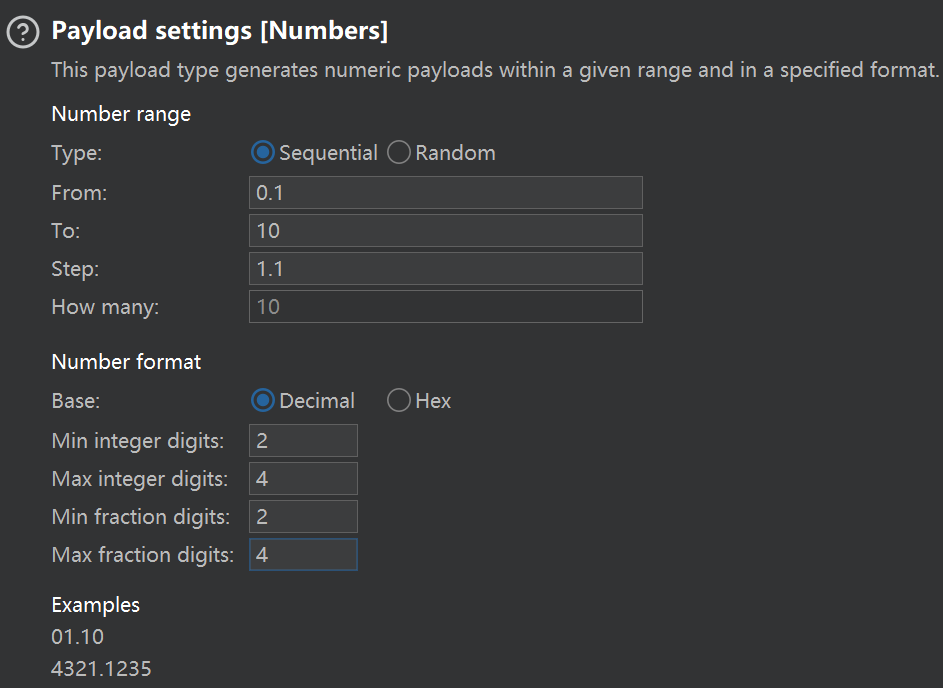 Payload settings [Numbers]
This payload type generates numeric payloads within a given range and in a specified format.
Number range
Type: Sequential Random
From: 0.1
To: 10
Step: 1.1
How many: 10
Number format
Base: Decimal Hex
Min integer digits: 2
Max integer digits: 4
Min fraction digits: 2
Max fraction digits: 4
Examples
01.10
4321.1235